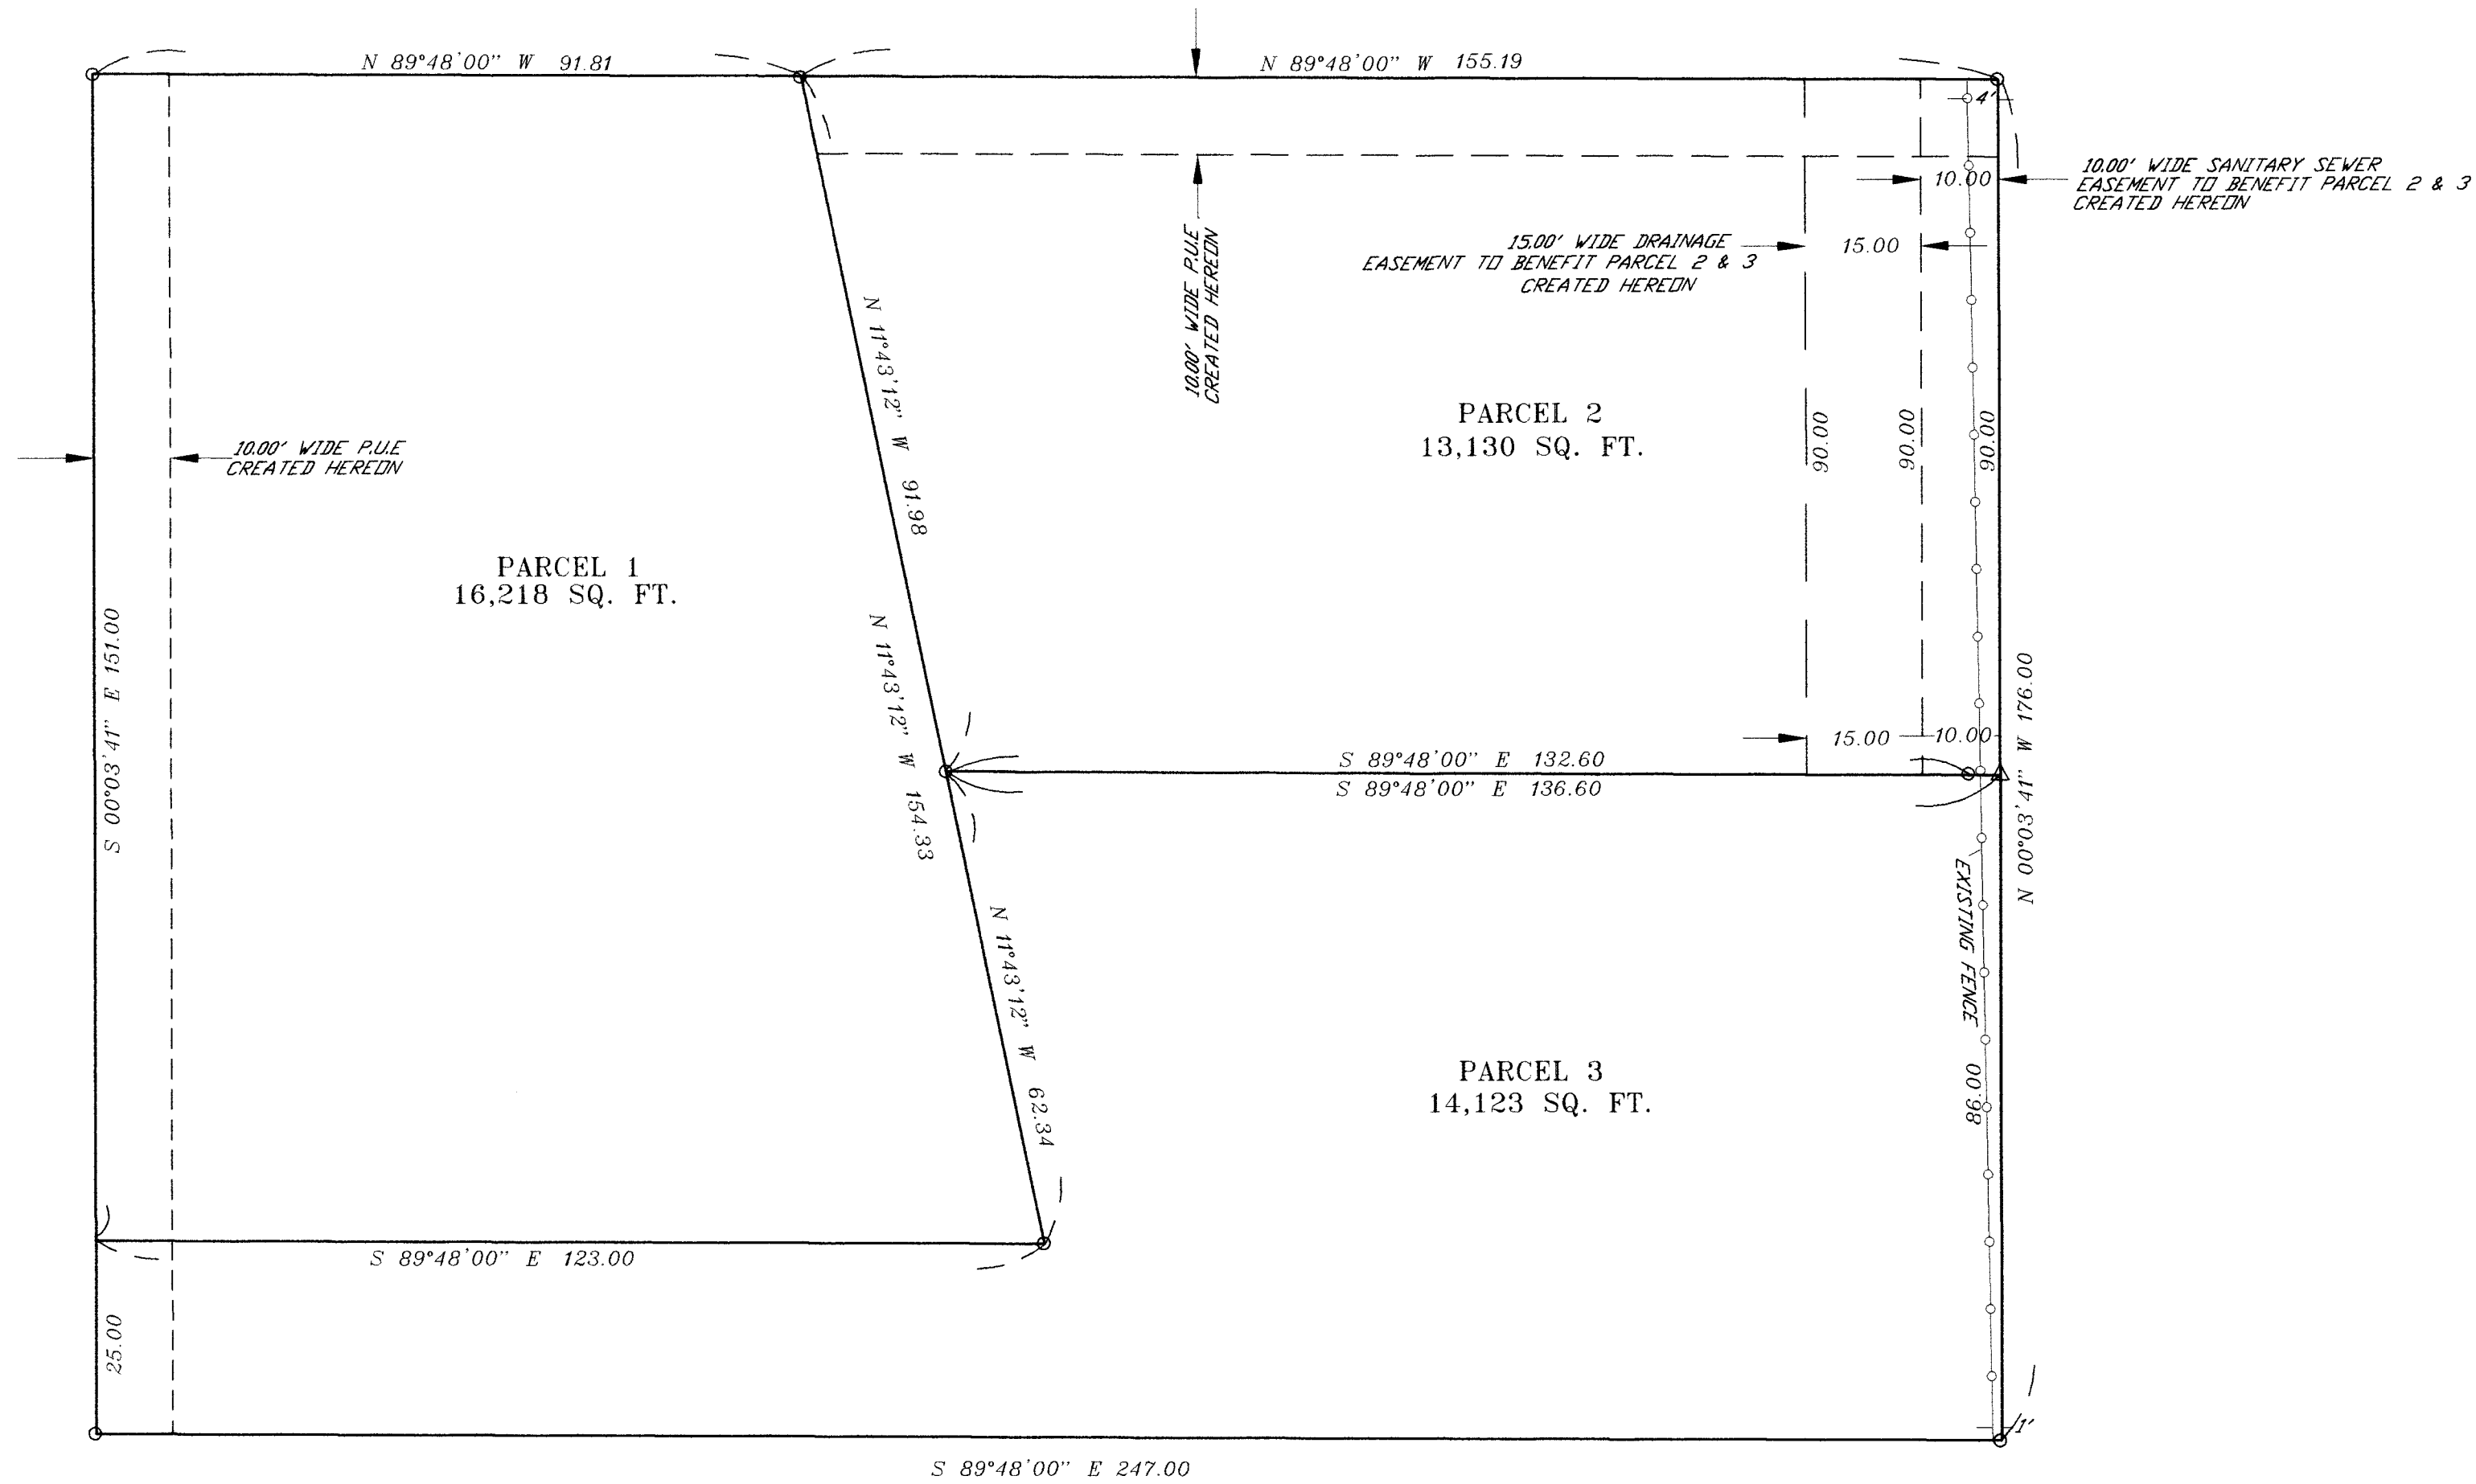 N 89°48'00" W 91.81
N 89°48'00" W 155.19
4'
10.00' WIDE SANITARY SEWER
EASEMENT TO BENEFIT PARCEL 2 & 3
CREATED HEREON
10.00
15.00' WIDE DRAINAGE
EASEMENT TO BENEFIT PARCEL 2 & 3
CREATED HEREON
15.00
10.00' WIDE P.U.E
CREATED HEREON
N 11°43'12" W 91.98
PARCEL 2
13,130 SQ. FT.
90.00
90.00
90.00
10.00' WIDE P.U.E
CREATED HEREON
PARCEL 1
16,218 SQ. FT.
S 00°03'41" E 151.00
N 11°43'12" W 154.33
N 00°03'41" W 176.00
15.00
10.00
S 89°48'00" E 132.60
S 89°48'00" E 136.60
EXISTING FENCE
N 11°43'12" W 62.34
PARCEL 3
14,123 SQ. FT.
86.00
S 89°48'00" E 123.00
25.00
1'
S 89°48'00" E 247.00